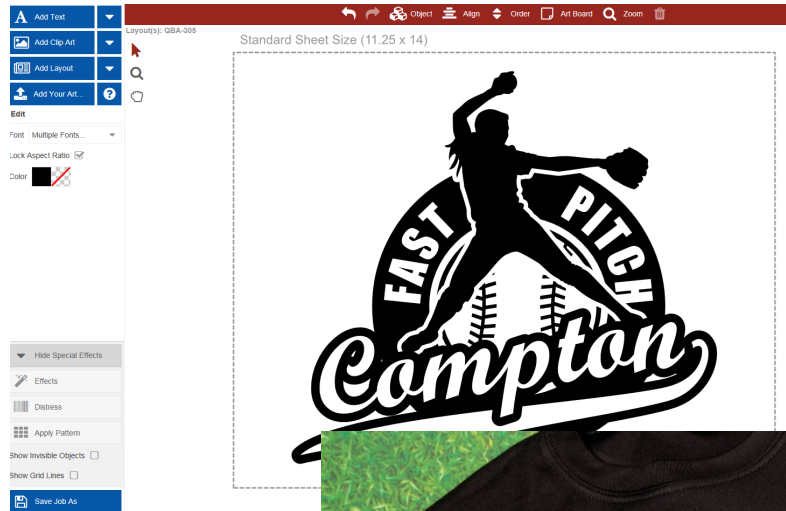 Add Text
Add Clip Art
Add Layout
Add Your Art...
Edit
Font Multiple Fonts...
Lock Aspect Ratio
Color
Hide Special Effects
Effects
Distress
Apply Pattern
Show Invisible Objects
Show Grid Lines
Save Job As
Object Align Order Art Board Zoom
Layout(s): QBA-305
Standard Sheet Size (11.25 x 14)
FAST PITCH
Compton